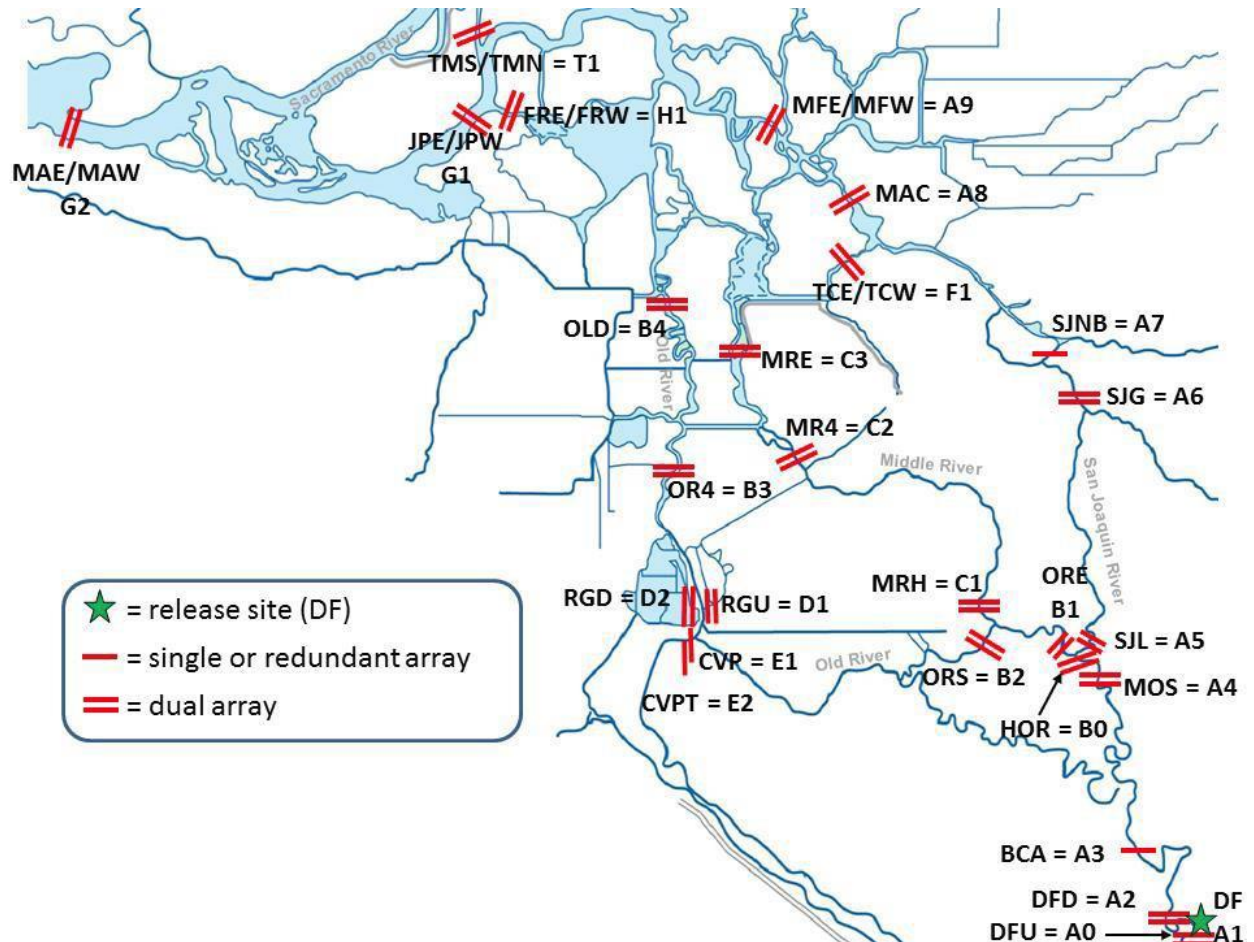 Sacramento River
TMS/TMN = T1
MFE/MFW = A9
FRE/FRW = H1
JPE/JPW
G1
MAE/MAW
G2
MAC = A8
TCE/TCW = F1
OLD = B4
Old River
SJNB = A7
MRE = C3
SJG = A6
MR4 = C2
Middle River
San Joaquin River
OR4 = B3
ORE
B1
MRH = C1
RGD = D2
RGU = D1
SJL = A5
CVP = E1
Old River
ORS = B2
MOS = A4
CVPT = E2
HOR = B0
= release site (DF)
= single or redundant array
= dual array
BCA = A3
DFD = A2
DF
DFU = A0
A1